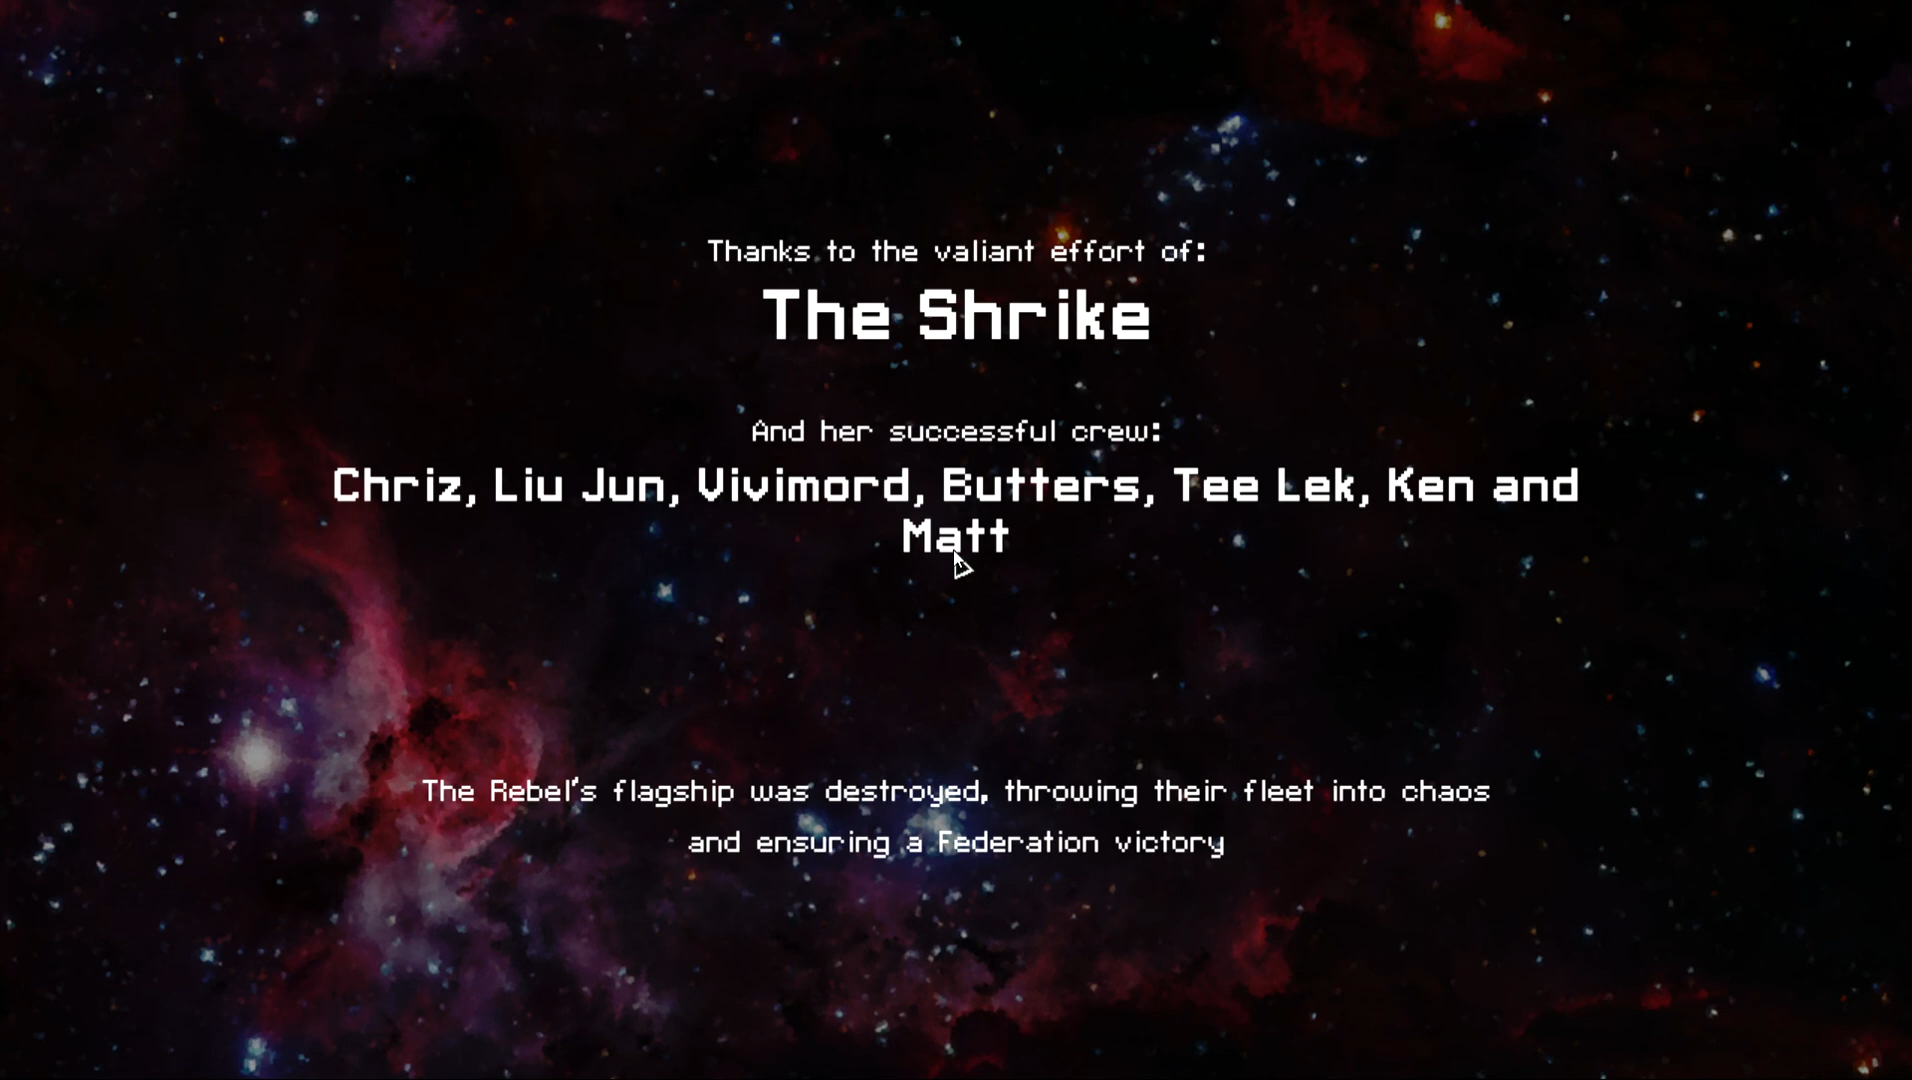 Thanks to the valiant effort of:
The Shrike
And her successful crew:
Chriz, Liu Jun, Vivimord, Butters, Tee Lek, Ken and
Matt
The Rebel's flagship was destroyed, throwing their fleet into chaos
and ensuring a Federation victory